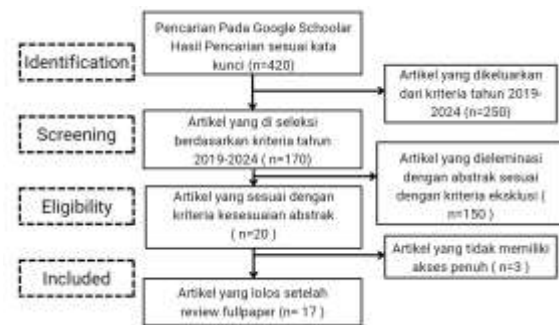 Identification
Pencarian Pada Google Schoolar
Hasil Pencarian sesuai kata
kunci (n=420)
Artikel yang dikeluarkan
dari kriteria tahun 2019-
2024 (n=250)
Screening
Artikel yang di seleksi
berdasarkan kriteria tahun
2019-2024 ( n=170)
Artikel yang dieleminasi
dengan abstrak sesuai
dengan kriteria eksklusi (
n=150 )
Eligibility
Artikel yang sesuai dengan
kriteria kesesuaian abstrak
( n=20 )
Artikel yang tidak memiliki
akses penuh ( n=3 )
Included
Artikel yang lolos setelah
review fullpaper (n= 17 )